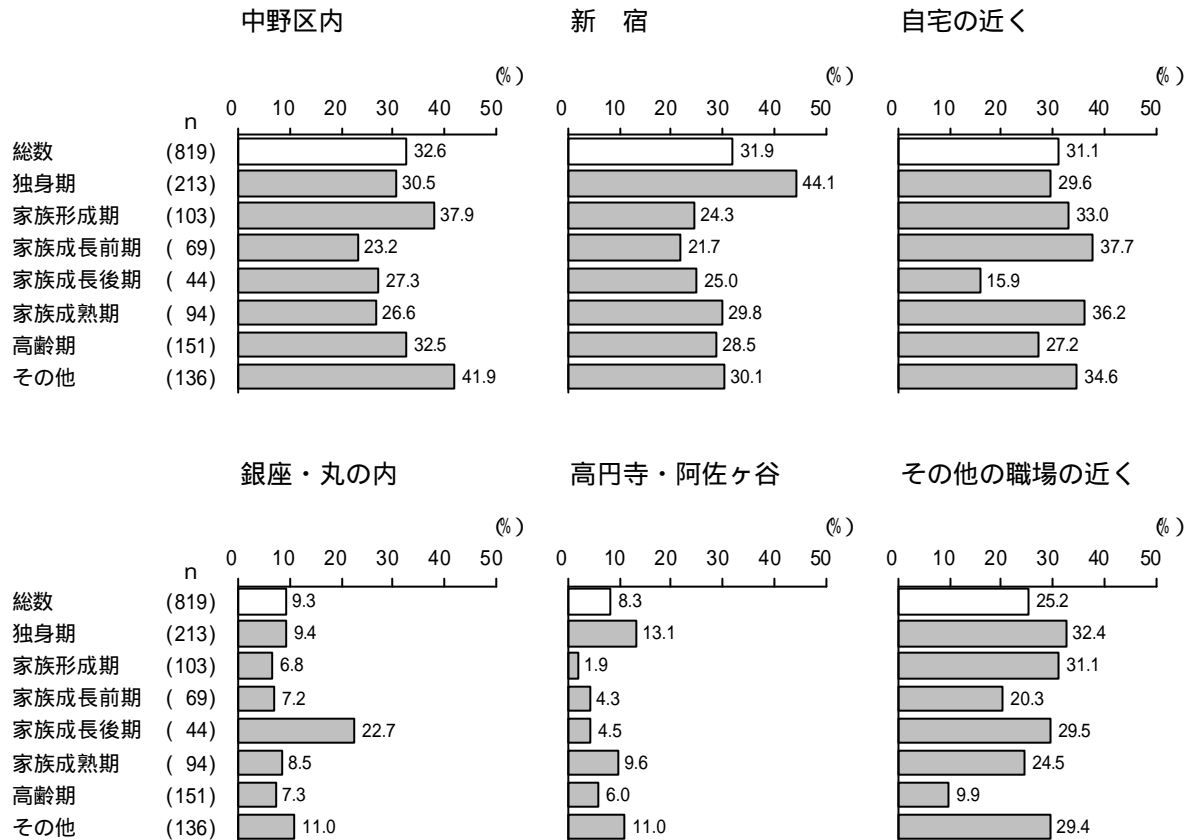 中野区内 新　宿 自宅の近く
(%) (%) (%)
0 10 20 30 40 50 0 10 20 30 40 50 0 10 20 30 40 50
n
総数 (819) 32.6 31.9 31.1
独身期 (213) 30.5 44.1 29.6
家族形成期 (103) 37.9 24.3 33.0
家族成長前期 ( 69) 23.2 21.7 37.7
家族成長後期 ( 44) 27.3 25.0 15.9
家族成熟期 ( 94) 26.6 29.8 36.2
高齢期 (151) 32.5 28.5 27.2
その他 (136) 41.9 30.1 34.6
銀座・丸の内 高円寺・阿佐ヶ谷 その他の職場の近く
(%) (%) (%)
0 10 20 30 40 50 0 10 20 30 40 50 0 10 20 30 40 50
n
総数 (819) 9.3 8.3 25.2
独身期 (213) 9.4 13.1 32.4
家族形成期 (103) 6.8 1.9 31.1
家族成長前期 ( 69) 7.2 4.3 20.3
家族成長後期 ( 44) 22.7 4.5 29.5
家族成熟期 ( 94) 8.5 9.6 24.5
高齢期 (151) 7.3 6.0 9.9
その他 (136) 11.0 11.0 29.4